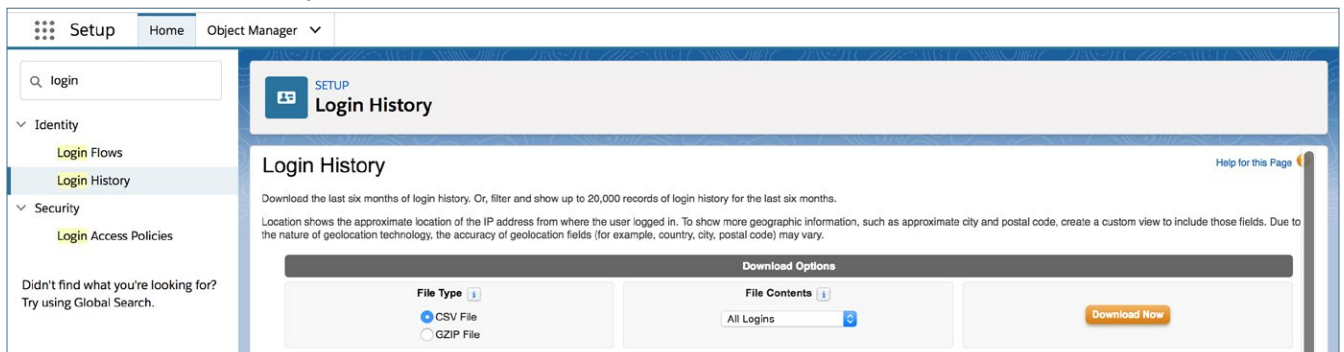 Setup Home Object Manager
login
Identity
Login Flows
Login History
Security
Login Access Policies
Didn't find what you're looking for?
Try using Global Search.
SETUP
Login History
Login History
Help for this Page
Download the last six months of login history. Or, filter and show up to 20,000 records of login history for the last six months.
Location shows the approximate location of the IP address from where the user logged in. To show more geographic information, such as approximate city and postal code, create a custom view to include those fields. Due to
the nature of geolocation technology, the accuracy of geolocation fields (for example, country, city, postal code) may vary.
Download Options
File Type i
CSV File
GZIP File
File Contents i
All Logins
Download Now